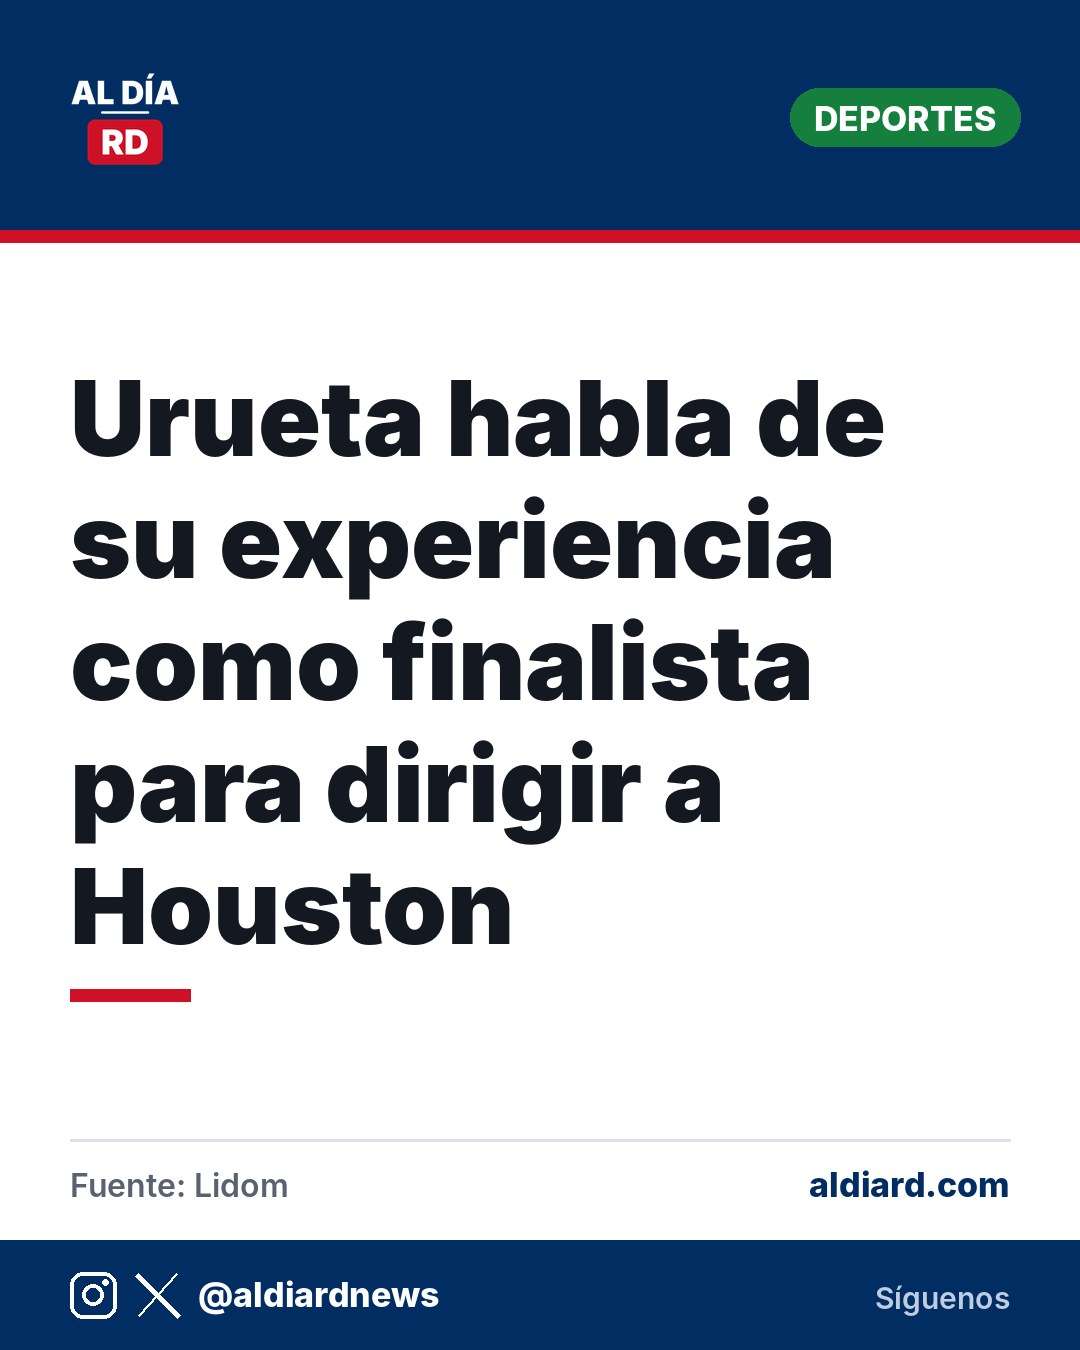 AL DÍA
RD
DEPORTES
Urueta habla de
su experiencia
como finalista
para dirigir a
Houston
Fuente: Lidom
aldiard.com
@aldiardnews
Síguenos